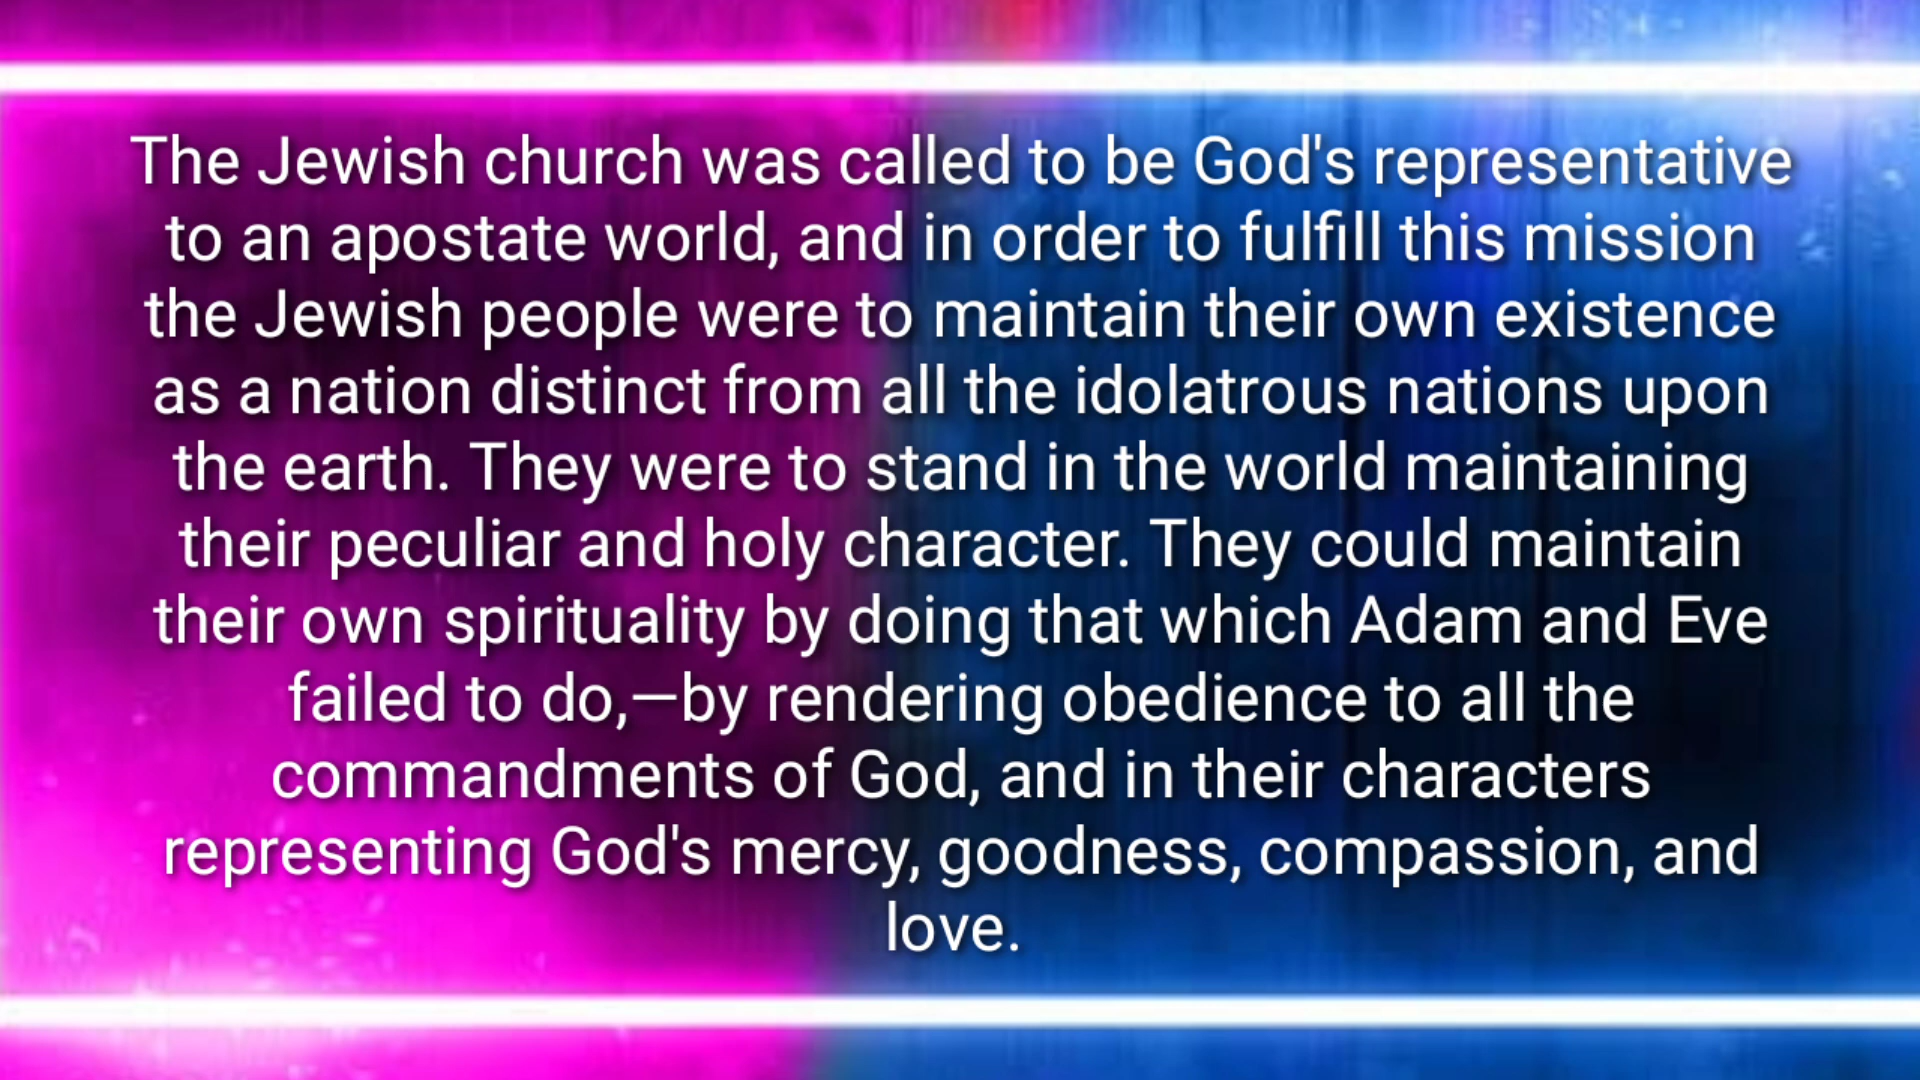 The Jewish church was called to be God's representative
to an apostate world, and in order to fulfill this mission
the Jewish people were to maintain their own existence
as a nation distinct from all the idolatrous nations upon
the earth. They were to stand in the world maintaining
their peculiar and holy character. They could maintain
their own spirituality by doing that which Adam and Eve
failed to do,—by rendering obedience to all the
commandments of God, and in their characters
representing God's mercy, goodness, compassion, and
love.